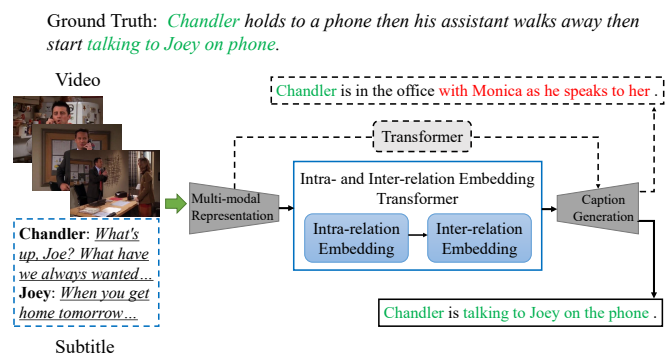 Ground Truth: Chandler holds to a phone then his assistant walks away then
start talking to Joey on phone.
Video
Chandler is in the office with Monica as he speaks to her .
Transformer
Multi-modal
Representation
Intra- and Inter-relation Embedding
Transformer
Intra-relation
Embedding
Inter-relation
Embedding
Caption
Generation
Chandler: What's
up, Joe? What have
we always wanted…
Joey: When you get
home tomorrow…
Chandler is talking to Joey on the phone .
Subtitle